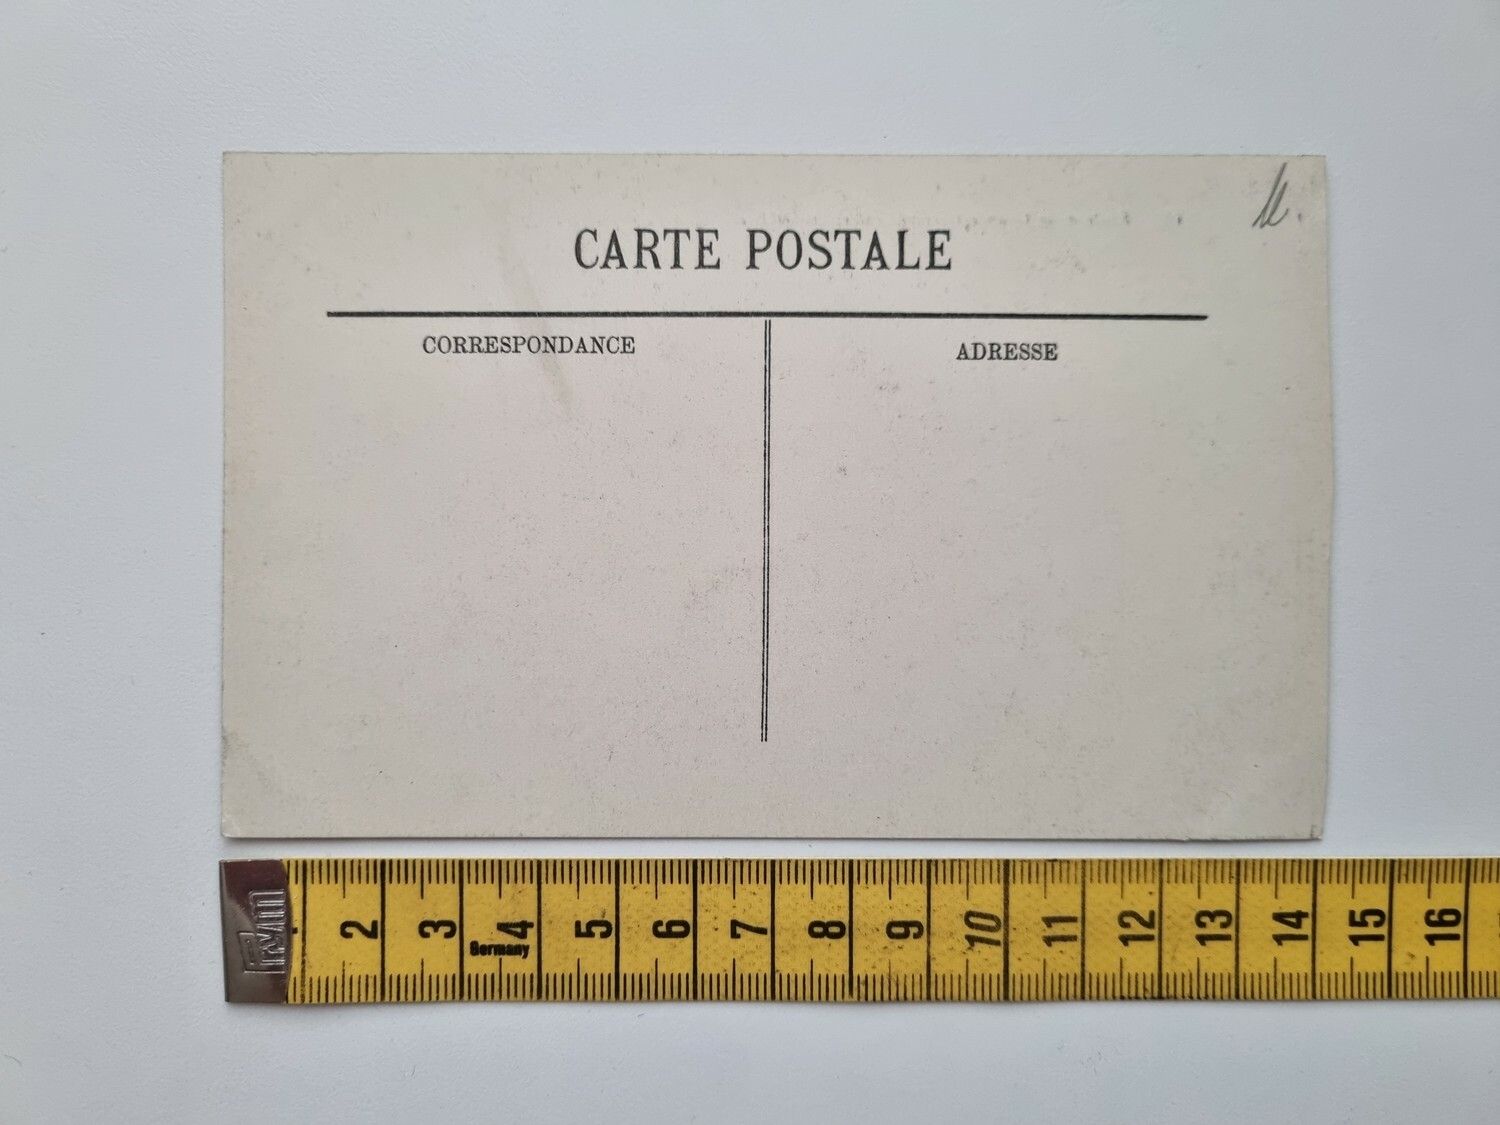 CARTE POSTALE
CORRESPONDANCE
ADRESSE
Prym
2 3 4 5 6 7 8 9 10 11 12 13 14 15 16
Germany